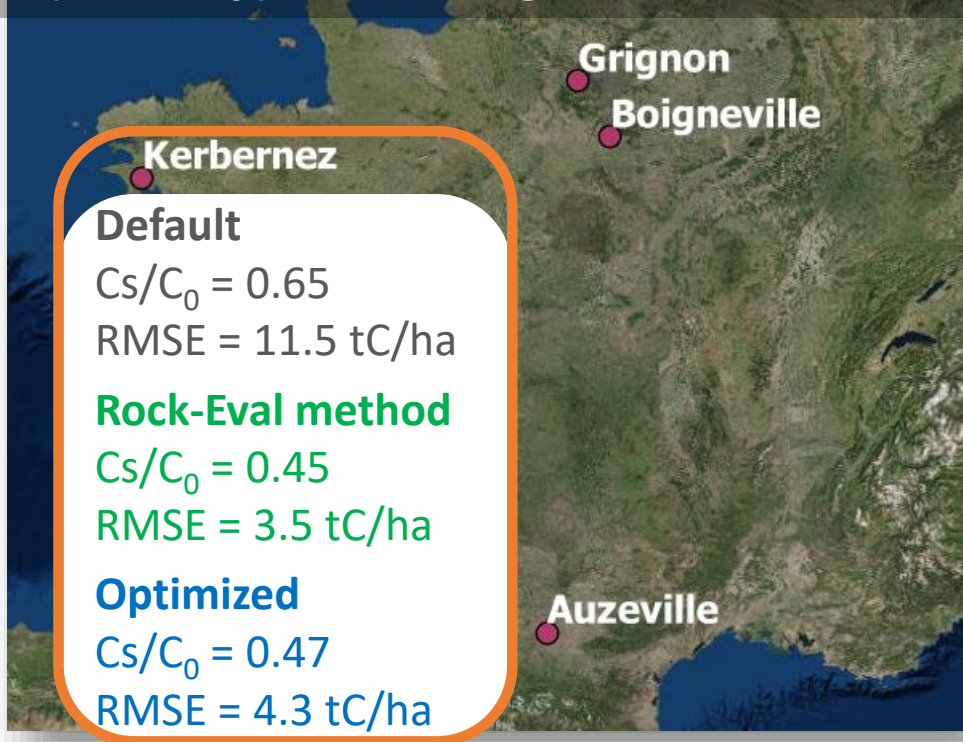 Grignon
Boigneville
Kerbernez
Default
Cs/C₀ = 0.65
RMSE = 11.5 tC/ha
Rock-Eval method
Cs/C₀ = 0.45
RMSE = 3.5 tC/ha
Optimized
Cs/C₀ = 0.47
RMSE = 4.3 tC/ha
Auzeville